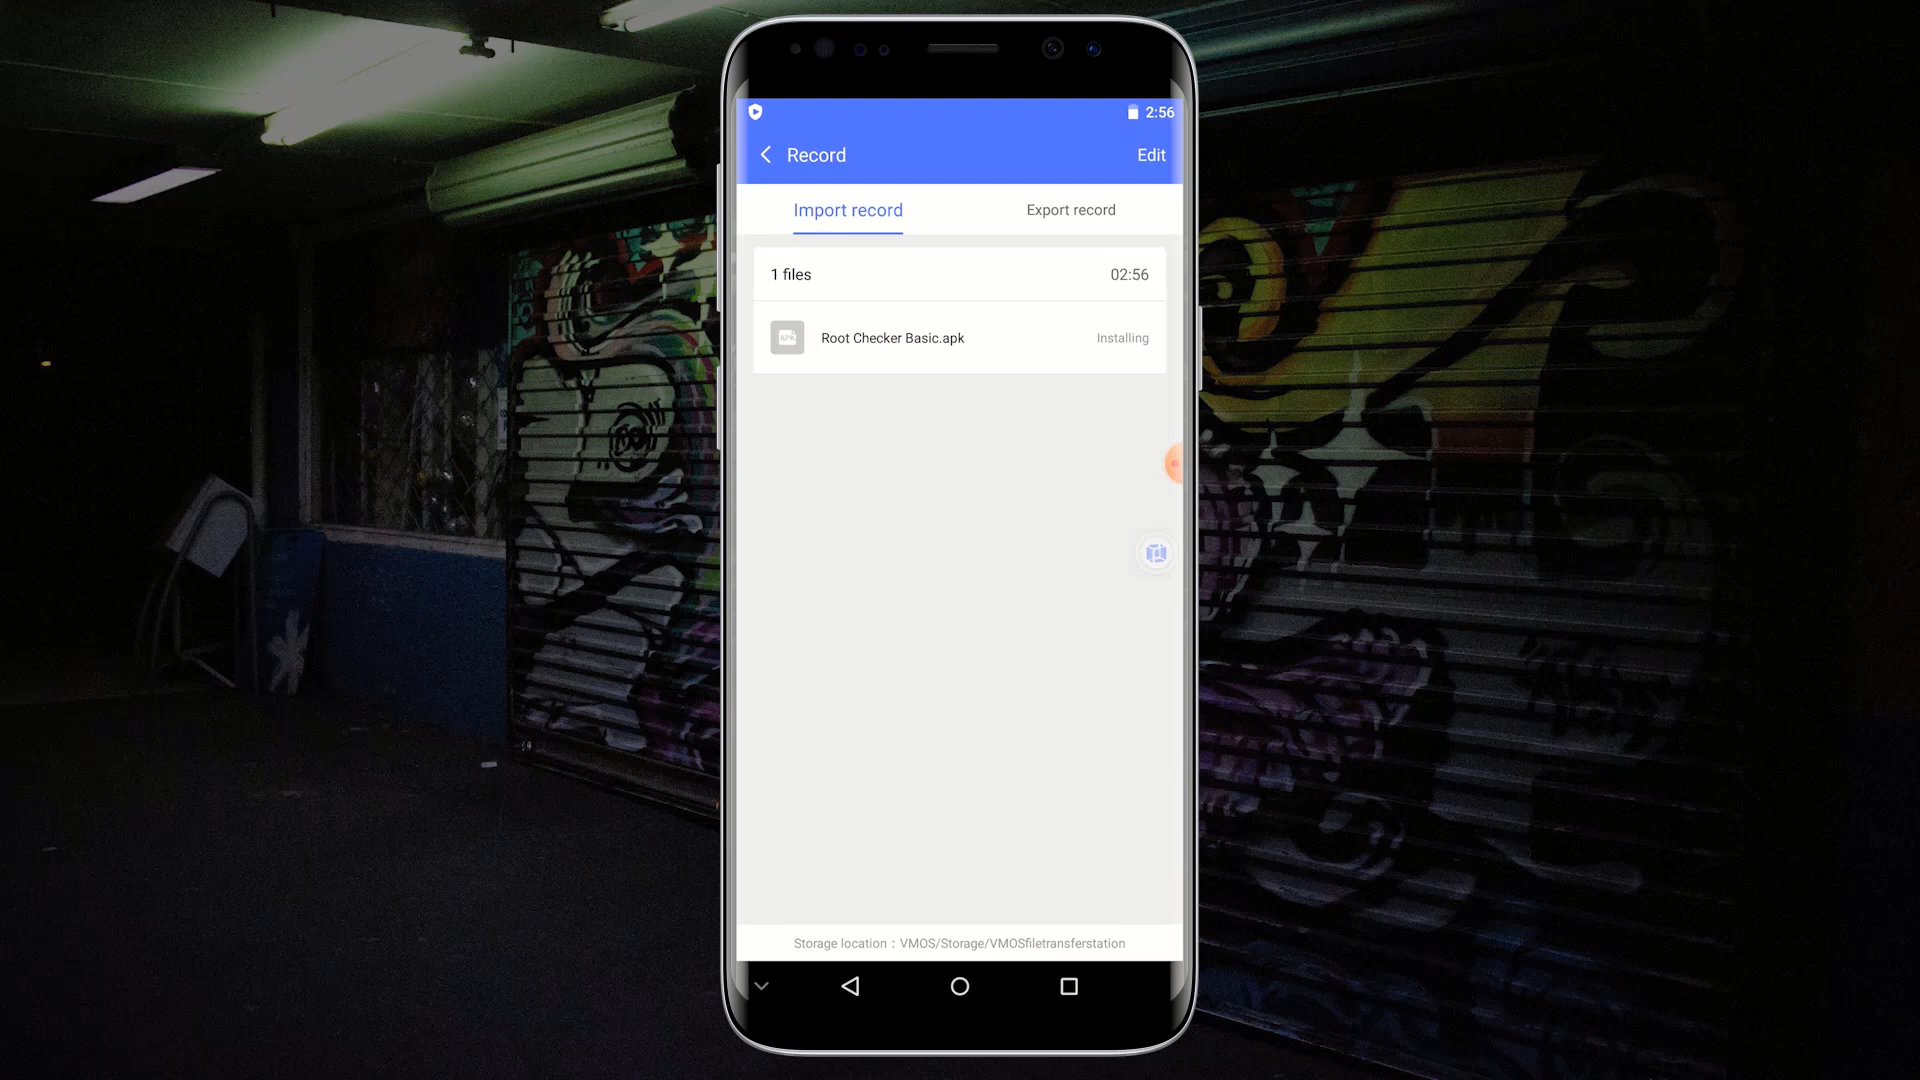 2:56
Record
Edit
Import record
Export record
1 files
02:56
APK
Root Checker Basic.apk
Installing
Storage location：VMOS/Storage/VMOSfiletransferstation